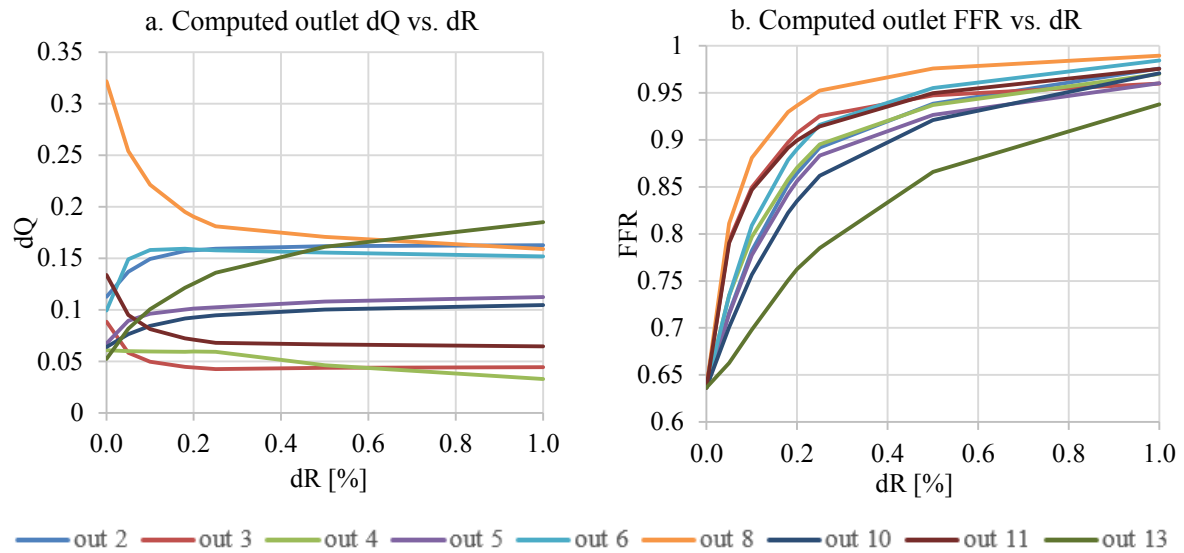 a. Computed outlet dQ vs. dR
0.35
0.3
0.25
0.2
0.15
0.1
0.05
0
dQ
0.0 0.2 0.4 0.6 0.8 1.0
dR [%]
b. Computed outlet FFR vs. dR
1
0.95
0.9
0.85
0.8
0.75
0.7
0.65
0.6
FFR
0.0 0.2 0.4 0.6 0.8 1.0
dR [%]
out 2 out 3 out 4 out 5 out 6 out 8 out 10 out 11 out 13